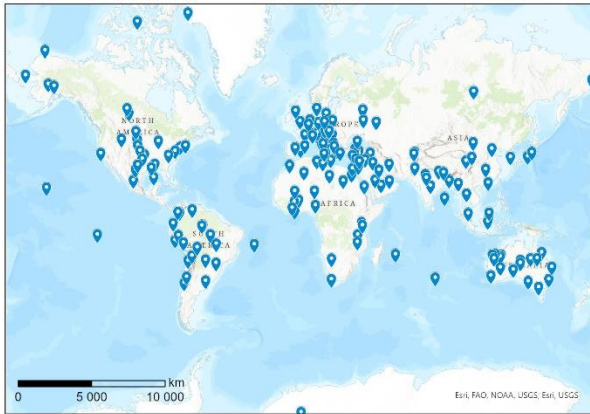 NORTH
AMERICA
EUROPE
ASIA
AFRICA
SOUTH
AMERICA
km
0 5 000 10 000
Esri, FAO, NOAA, USGS, Esri, USGS